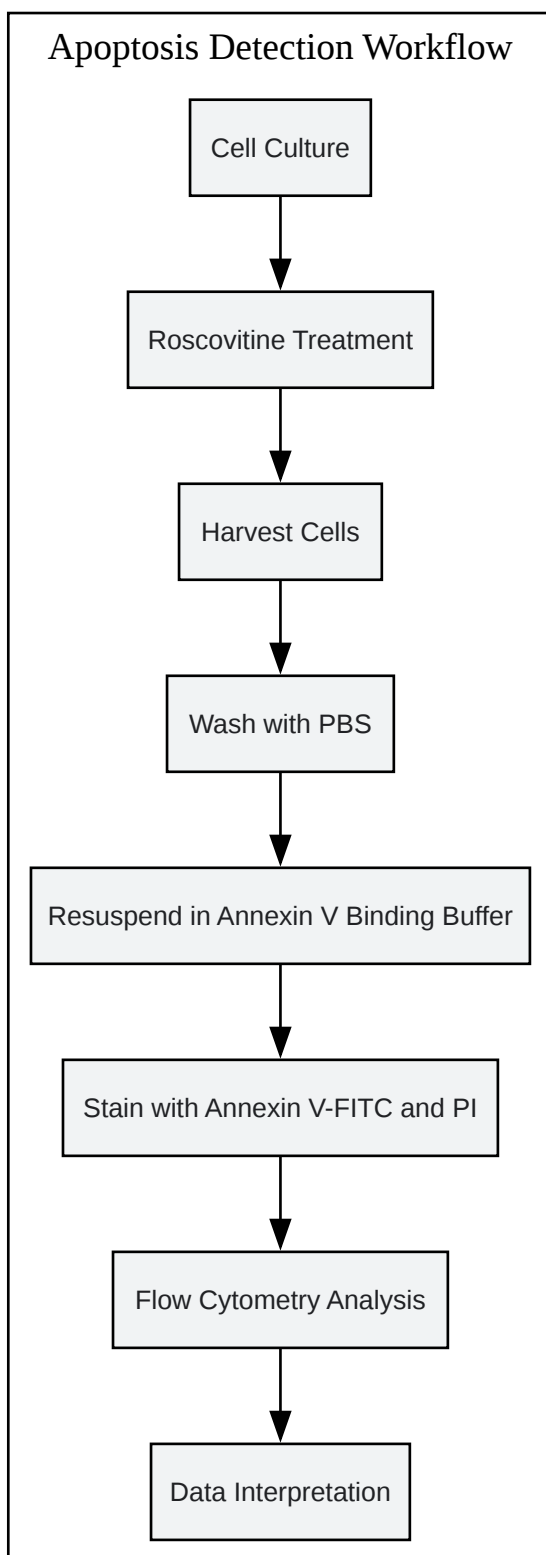 Apoptosis Detection Workflow
Cell Culture
Roscovitine Treatment
Harvest Cells
Wash with PBS
Resuspend in Annexin V Binding Buffer
Stain with Annexin V-FITC and PI
Flow Cytometry Analysis
Data Interpretation